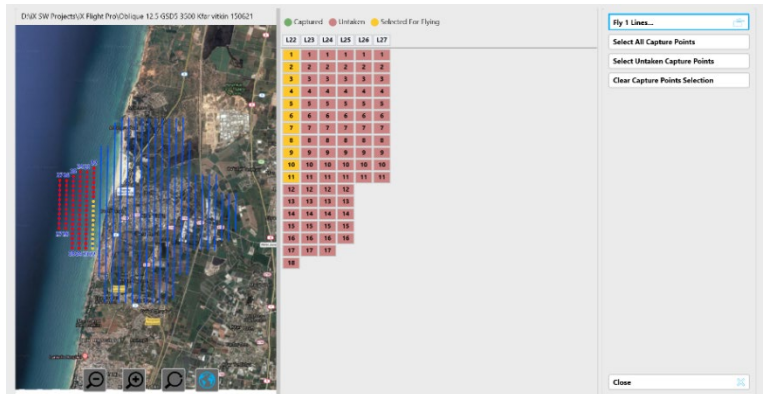 D:\iX SW Projects\iX Flight Pro\Oblique 12.5 GSD5 3500 Kfar vitkin 150621
Captured Untaken Selected For Flying
L22 L23 L24 L25 L26 L27
1 1 1 1 1 1
2 2 2 2 2 2
3 3 3 3 3 3
4 4 4 4 4 4
5 5 5 5 5 5
6 6 6 6 6 6
7 7 7 7 7 7
8 8 8 8 8 8
9 9 9 9 9 9
10 10 10 10 10 10
11 11 11 11 11 11
12 12 12 12
13 13 13 13
14 14 14 14
15 15 15 15
16 16 16 16
17 17 17
18
Fly 1 Lines...
Select All Capture Points
Select Untaken Capture Points
Clear Capture Points Selection
Close